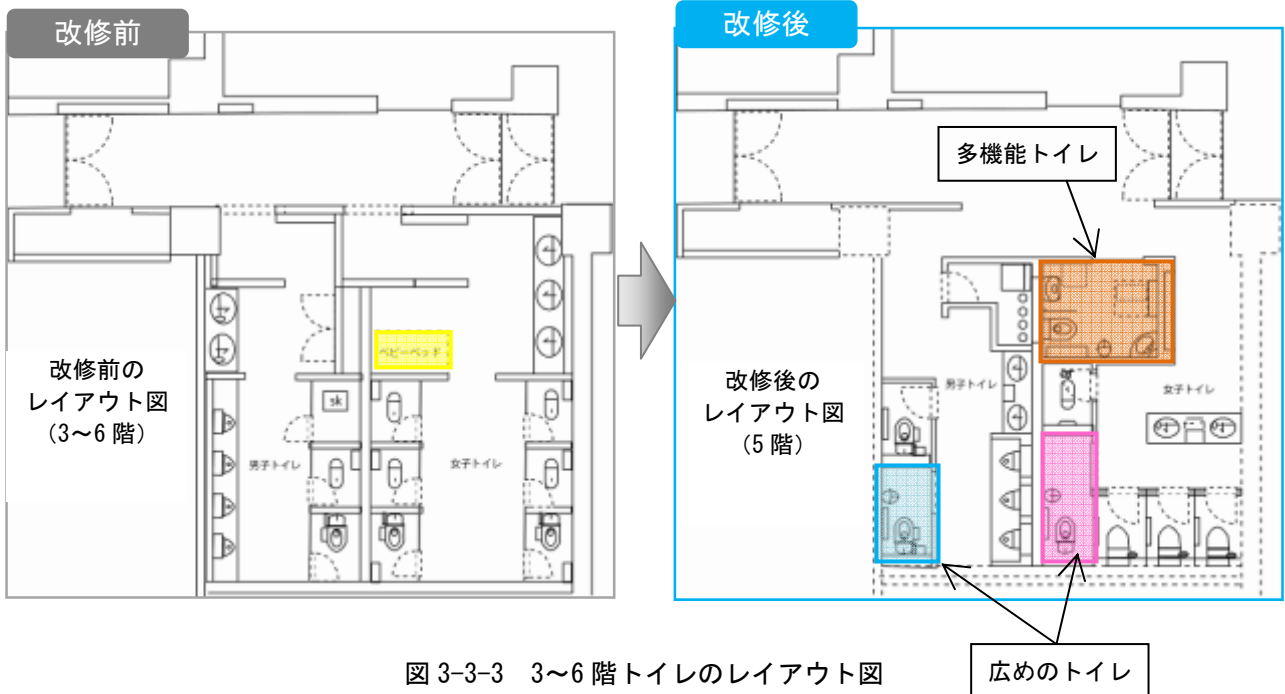 改修前
改修後
多機能トイレ
ベビーベッド
改修前の
レイアウト図
(3~6階)
sk
男子トイレ
女子トイレ
改修後の
レイアウト図
(5階)
男子トイレ
女子トイレ
広めのトイレ
図 3-3-3 3~6 階トイレのレイアウト図